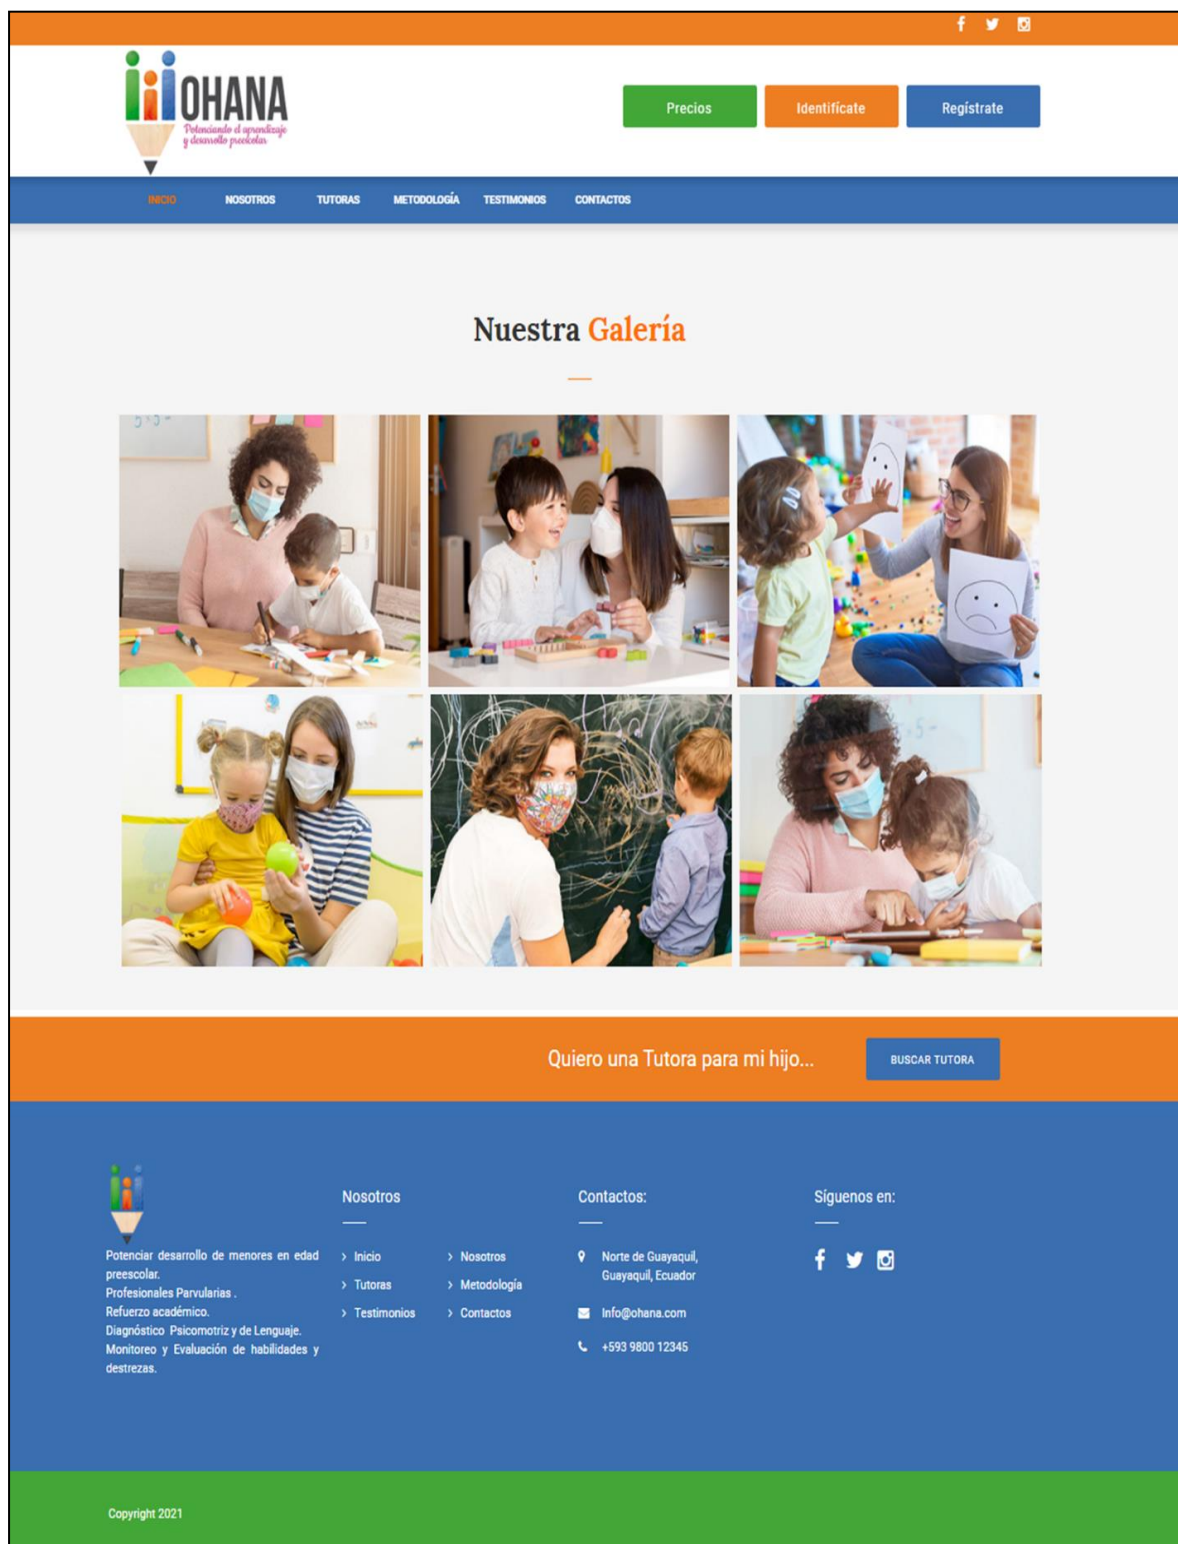 OHANA
Potenciando el aprendizaje
y desarrollo preescolar
Precios
Identifícate
Regístrate
INICIO
NOSOTROS
TUTORAS
METODOLOGÍA
TESTIMONIOS
CONTACTOS
Nuestra Galería
Quiero una Tutora para mi hijo...
BUSCAR TUTORA
Potenciar desarrollo de menores en edad
preescolar.
Profesionales Parvularias .
Refuerzo académico.
Diagnóstico Psicomotriz y de Lenguaje.
Monitoreo y Evaluación de habilidades y
destrezas.
Nosotros
> Inicio
> Nosotros
> Tutoras
> Metodología
> Testimonios
> Contactos
Contactos:
Norte de Guayaquil,
Guayaquil, Ecuador
Info@ohana.com
+593 9800 12345
Síguenos en:
Copyright 2021